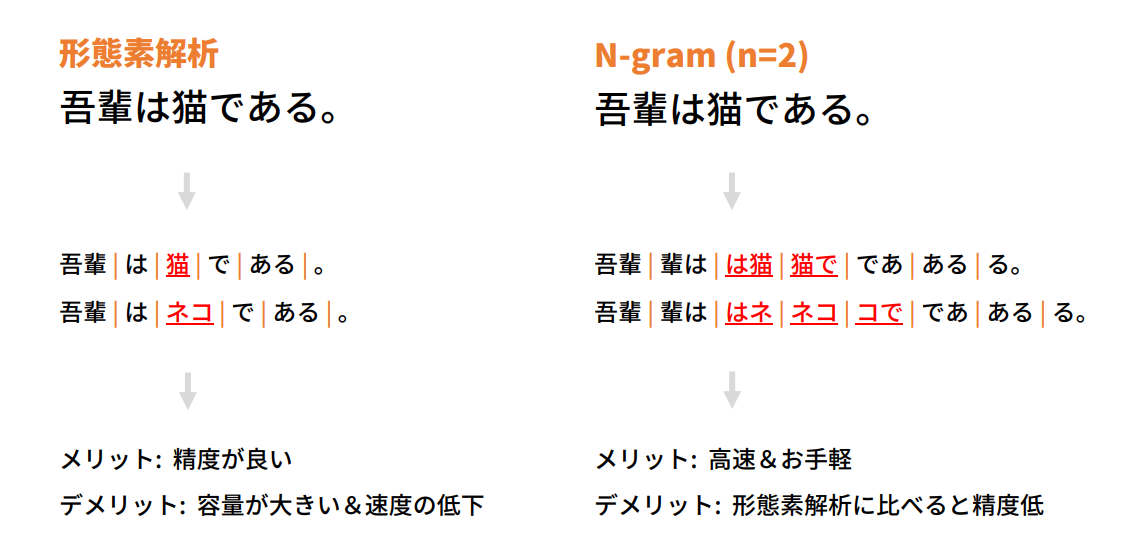 形態素解析
吾輩は猫である。
吾輩 | は | 猫 | で | ある | 。
吾輩 | は | ネコ | で | ある | 。
メリット: 精度が良い
デメリット: 容量が大きい＆速度の低下
N-gram (n=2)
吾輩は猫である。
吾輩 | 輩は | は猫 | 猫で | であ | ある | る。
吾輩 | 輩は | はネ | ネコ | コで | であ | ある | る。
メリット: 高速＆お手軽
デメリット: 形態素解析に比べると精度低